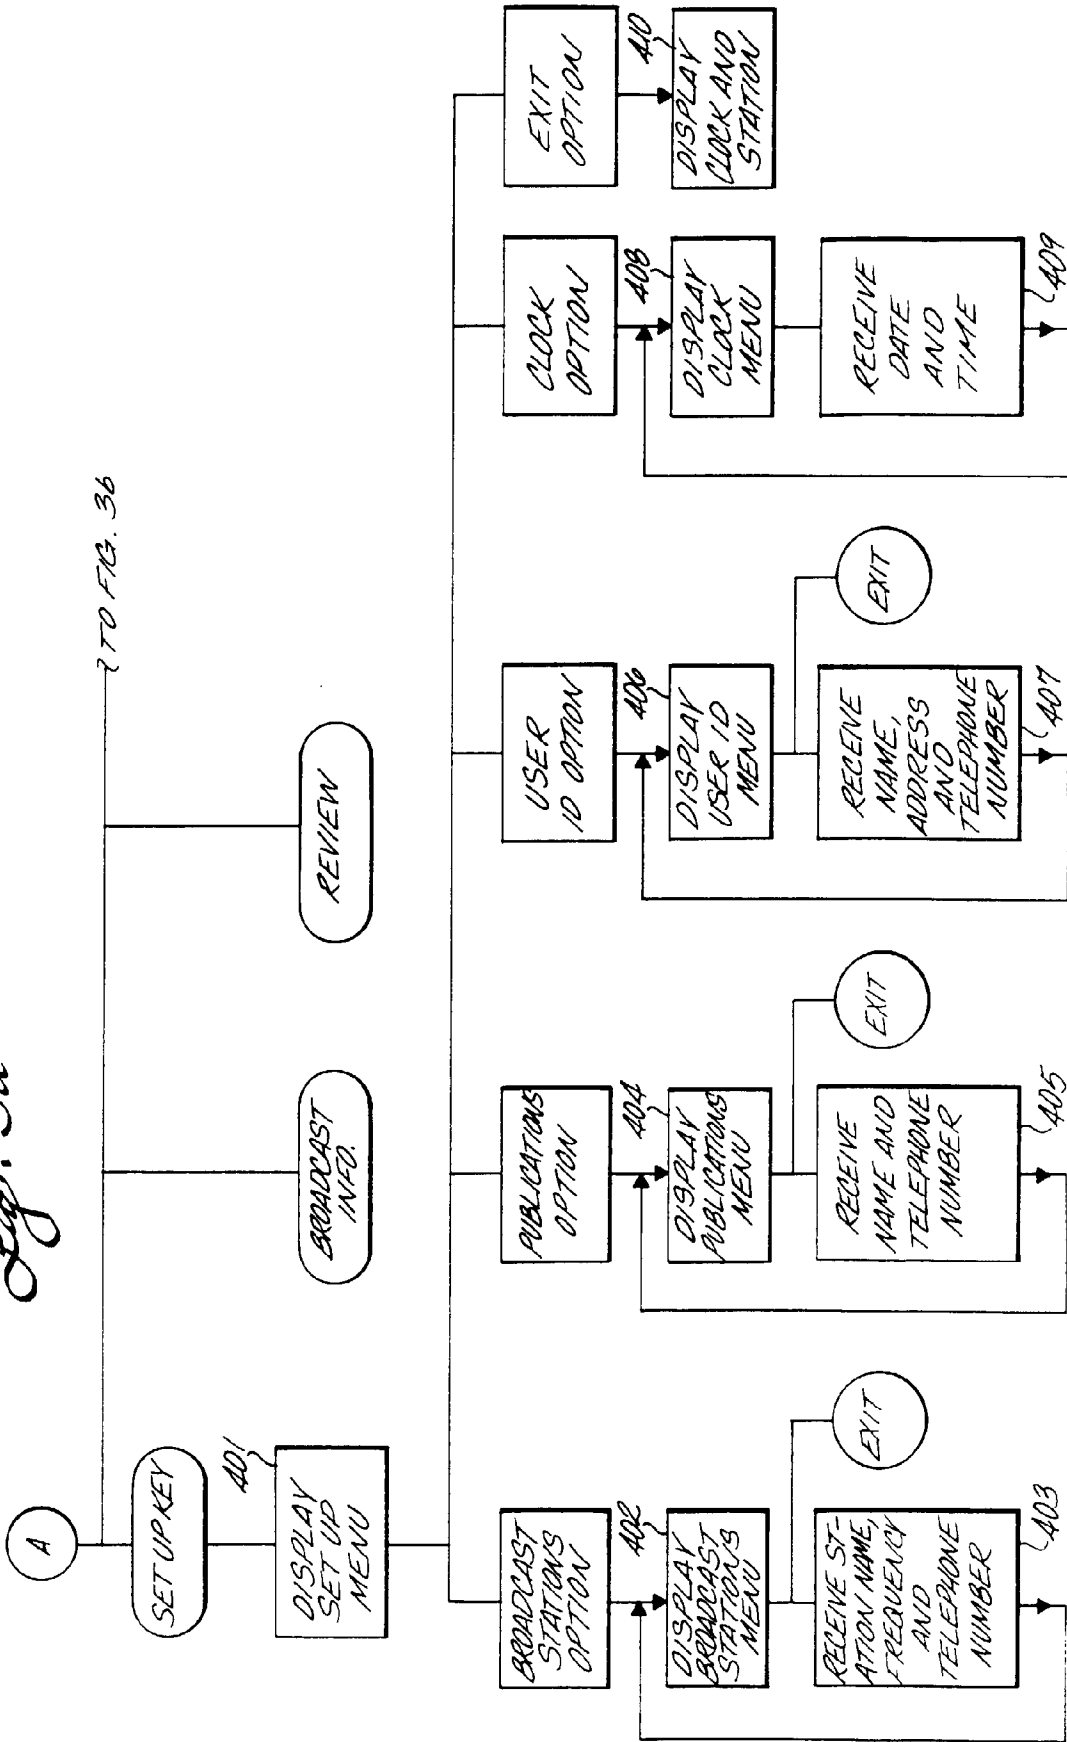 Fig. 3a
A
TO FIG. 3b
SET UP KEY
BROADCAST
INFO.
REVIEW
401
DISPLAY
SET UP
MENU
BROADCAST
STATIONS
OPTION
PUBLICATIONS
OPTION
USER
ID OPTION
CLOCK
OPTION
EXIT
OPTION
402
DISPLAY
BROADCAST
STATIONS
MENU
404
DISPLAY
PUBLICATIONS
MENU
406
DISPLAY
USER ID
MENU
408
DISPLAY
CLOCK
MENU
410
DISPLAY
CLOCK AND
STATION
EXIT
EXIT
EXIT
RECEIVE ST-
ATION NAME,
FREQUENCY
AND
TELEPHONE
NUMBER
403
RECEIVE
NAME AND
TELEPHONE
NUMBER
405
RECEIVE
NAME,
ADDRESS
AND
TELEPHONE
NUMBER
407
RECEIVE
DATE
AND
TIME
409